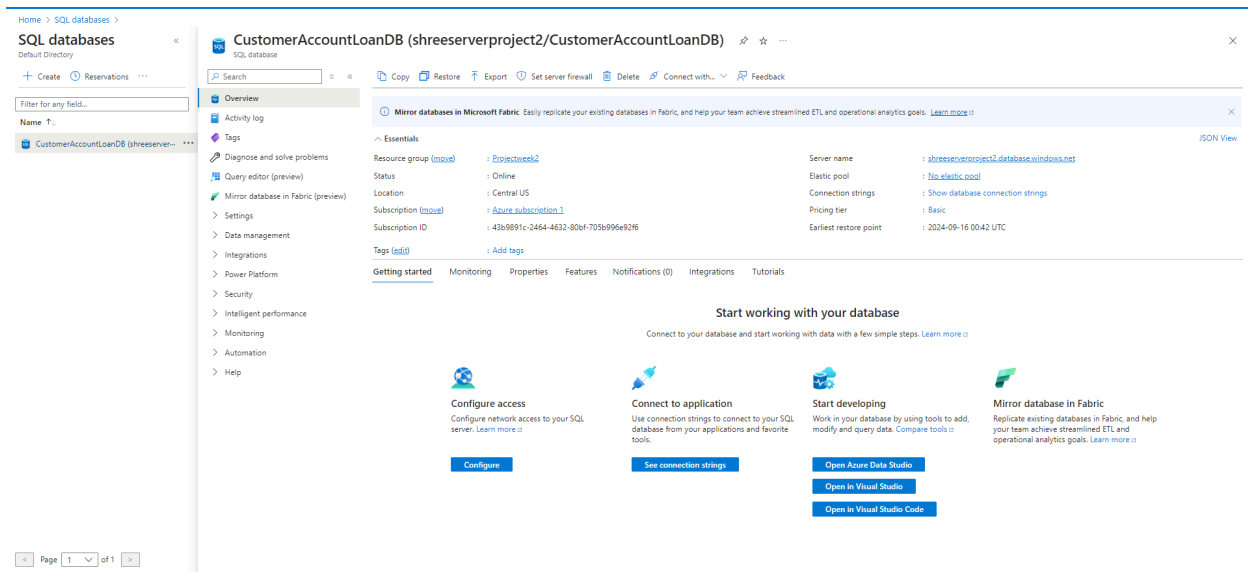 Home > SQL databases >
SQL databases
Default Directory
Create
Reservations
Filter for any field...
Name
CustomerAccountLoanDB (shreeserver...
Page 1 of 1
CustomerAccountLoanDB (shreeserverproject2/CustomerAccountLoanDB)
SQL database
Search
Overview
Activity log
Tags
Diagnose and solve problems
Query editor (preview)
Mirror database in Fabric (preview)
Settings
Data management
Integrations
Power Platform
Security
Intelligent performance
Monitoring
Automation
Help
Copy Restore Export Set server firewall Delete Connect with... Feedback
Mirror databases in Microsoft Fabric Easily replicate your existing databases in Fabric, and help your team achieve streamlined ETL and operational analytics goals. Learn more
Essentials
JSON View
Resource group (move) : Projectweek2
Status : Online
Location : Central US
Subscription (move) : Azure subscription 1
Subscription ID : 43b9891c-2464-4632-80bf-705b996e92f6
Server name : shreeserverproject2.database.windows.net
Elastic pool : No elastic pool
Connection strings : Show database connection strings
Pricing tier : Basic
Earliest restore point : 2024-09-16 00:42 UTC
Tags (edit) : Add tags
Getting started Monitoring Properties Features Notifications (0) Integrations Tutorials
Start working with your database
Connect to your database and start working with data with a few simple steps. Learn more
Configure access
Configure network access to your SQL
server. Learn more
Configure
Connect to application
Use connection strings to connect to your SQL
database from your applications and favorite
tools.
See connection strings
Start developing
Work in your database by using tools to add,
modify and query data. Compare tools
Open Azure Data Studio
Open in Visual Studio
Open in Visual Studio Code
Mirror database in Fabric
Replicate existing databases in Fabric, and help
your team achieve streamlined ETL and
operational analytics goals. Learn more